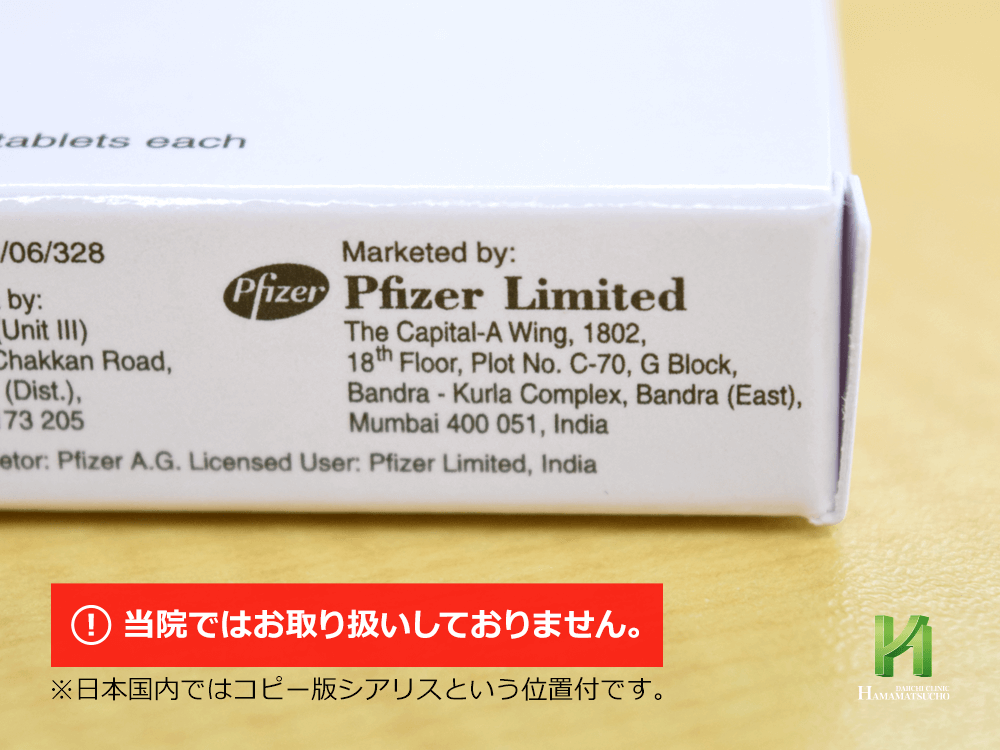 tablets each
/06/328
by:
(Unit III)
Chakkan Road,
(Dist.),
173 205
Pfizer
Marketed by:
Pfizer Limited
The Capital-A Wing, 1802,
18th Floor, Plot No. C-70, G Block,
Bandra - Kurla Complex, Bandra (East),
Mumbai 400 051, India
etor: Pfizer A.G. Licensed User: Pfizer Limited, India
! 当院ではお取り扱いしておりません。
※日本国内ではコピー版シアリスという位置付です。
DAIICHI CLINIC
HAMAMATSUCHO